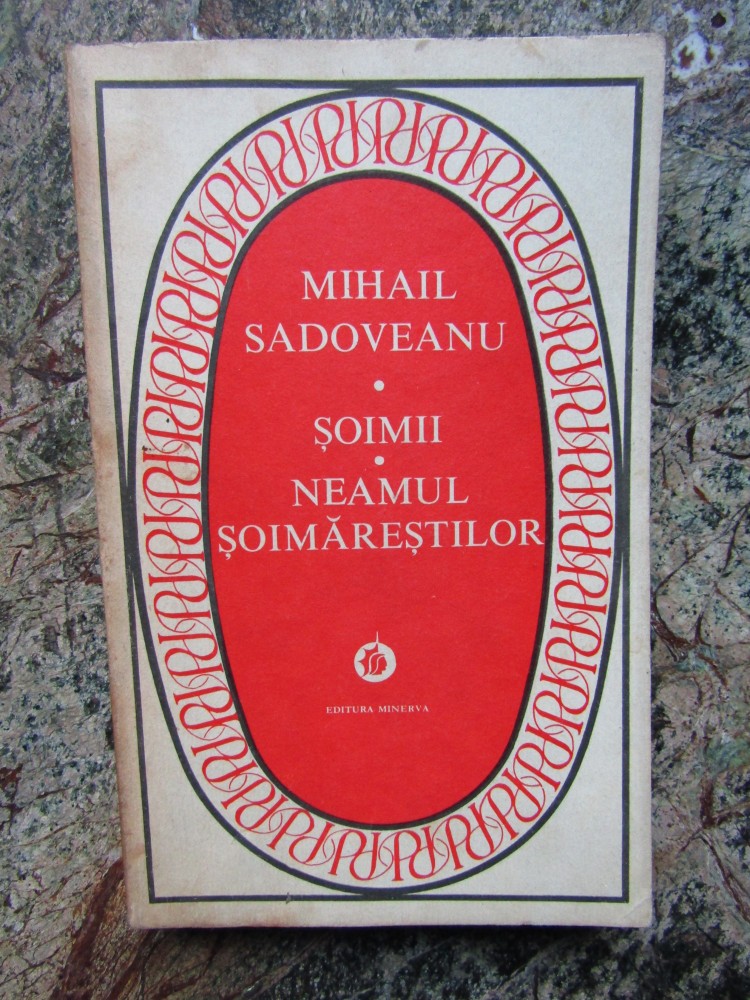 MIHAIL
SADOVEANU
•
ȘOIMII
•
NEAMUL
ȘOIMĂREȘTILOR
EDITURA MINERVA